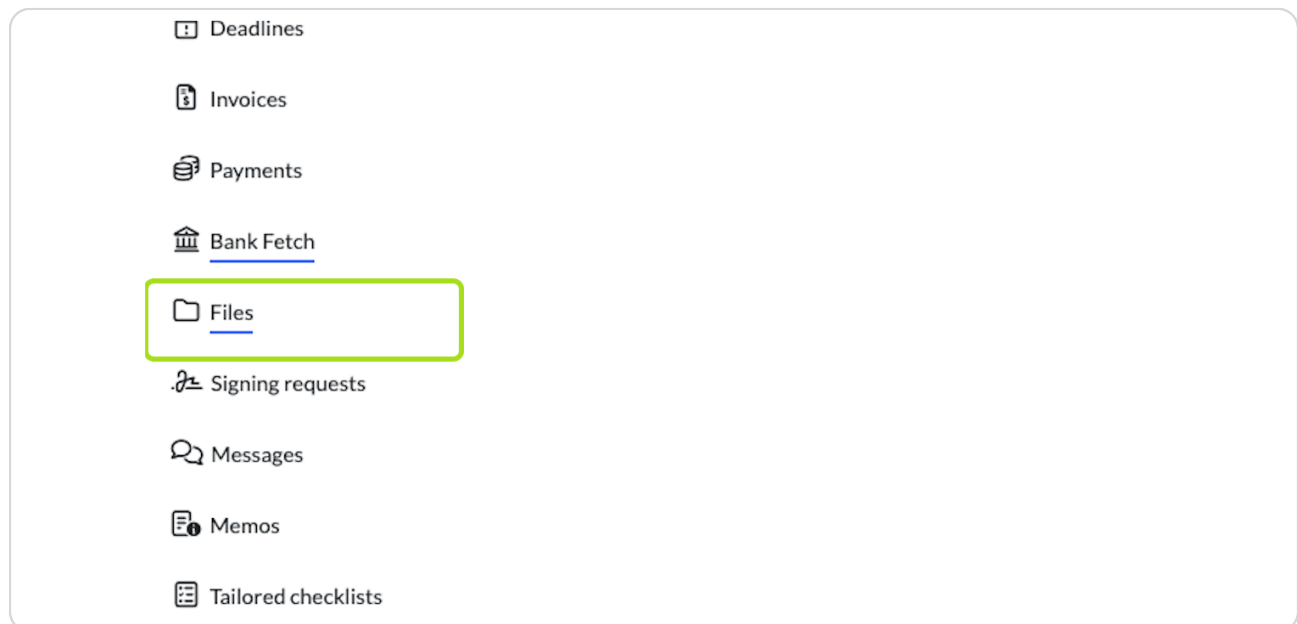 Deadlines
Invoices
Payments
Bank Fetch
Files
Signing requests
Messages
Memos
Tailored checklists